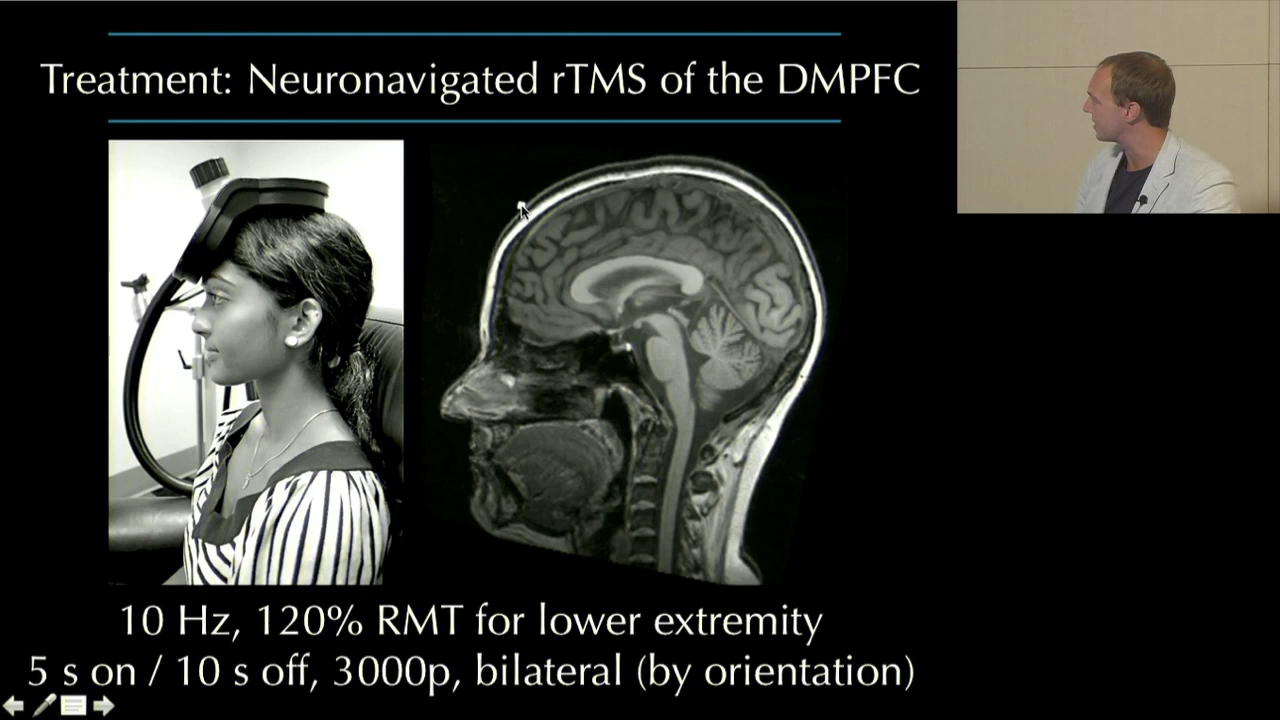 Treatment: Neuronavigated rTMS of the DMPFC
10 Hz, 120% RMT for lower extremity
5 s on / 10 s off, 3000p, bilateral (by orientation)